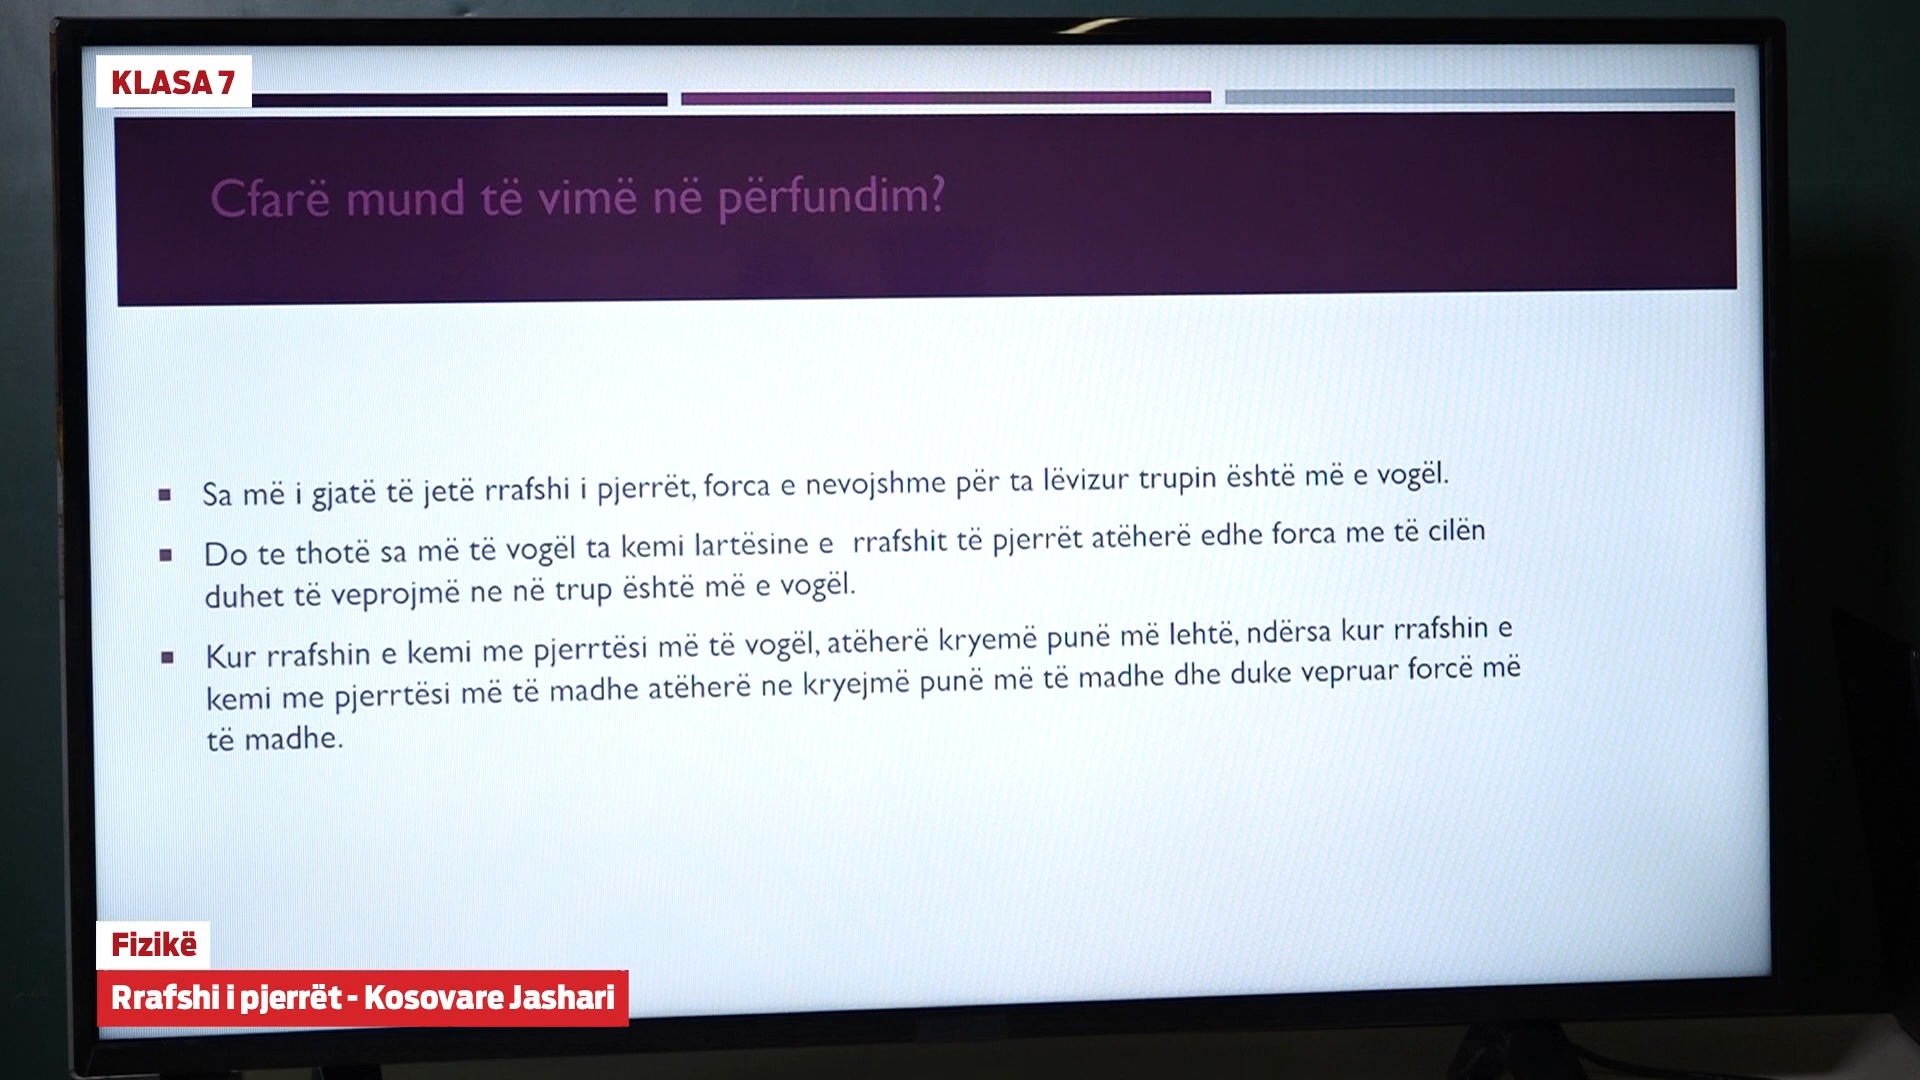 KLASA 7
Cfarë mund të vimë në përfundim?
Sa më i gjatë të jetë rrafshi i pjerrët, forca e nevojshme për ta lëvizur trupin është më e vogël.
Do te thotë sa më të vogël ta kemi lartësine e rrafshit të pjerrët atëherë edhe forca me të cilën
duhet të veprojmë ne në trup është më e vogël.
Kur rrafshin e kemi me pjerrtësi më të vogël, atëherë kryemë punë më lehtë, ndërsa kur rrafshin e
kemi me pjerrtësi më të madhe atëherë ne kryejmë punë më të madhe dhe duke vepruar forcë më
të madhe.
Fizikë
Rrafshi i pjerrët - Kosovare Jashari